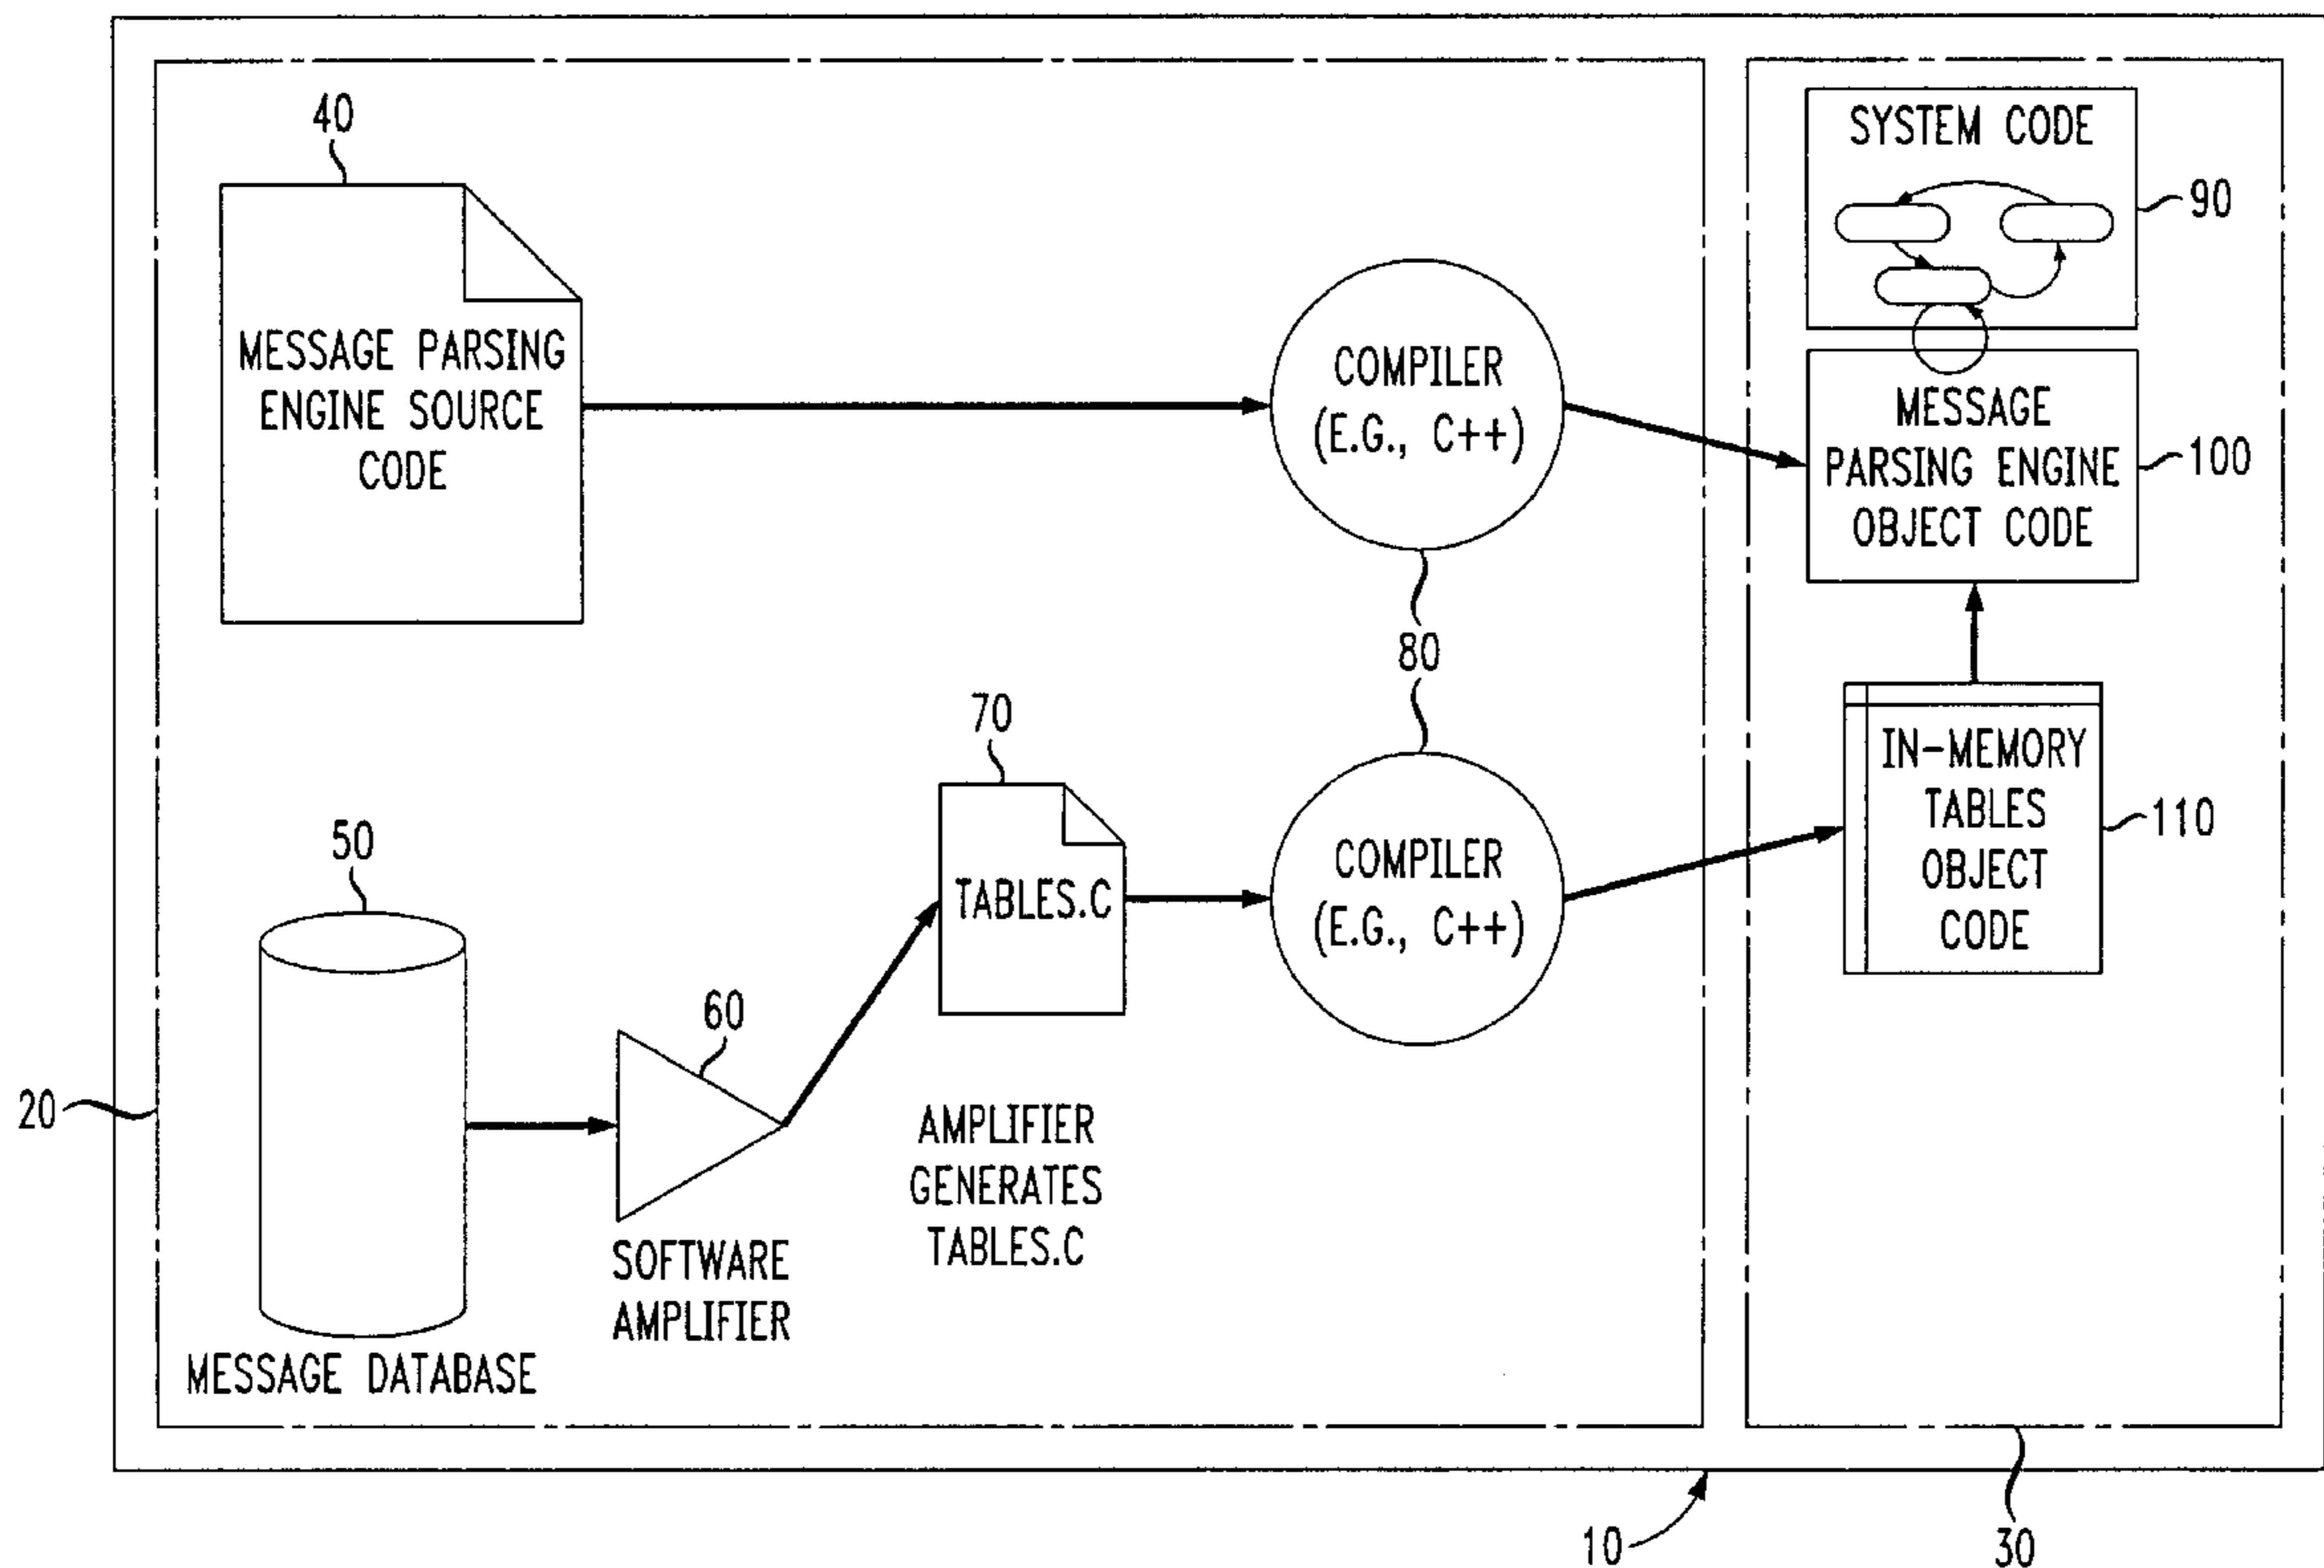 40
MESSAGE PARSING
ENGINE SOURCE
CODE
COMPILER
(E.G., C++)
SYSTEM CODE
90
MESSAGE
PARSING ENGINE
OBJECT CODE
100
80
50
60
SOFTWARE
AMPLIFIER
MESSAGE DATABASE
70
TABLES.C
AMPLIFIER
GENERATES
TABLES.C
COMPILER
(E.G., C++)
IN-MEMORY
TABLES
OBJECT
CODE
110
20
10
30